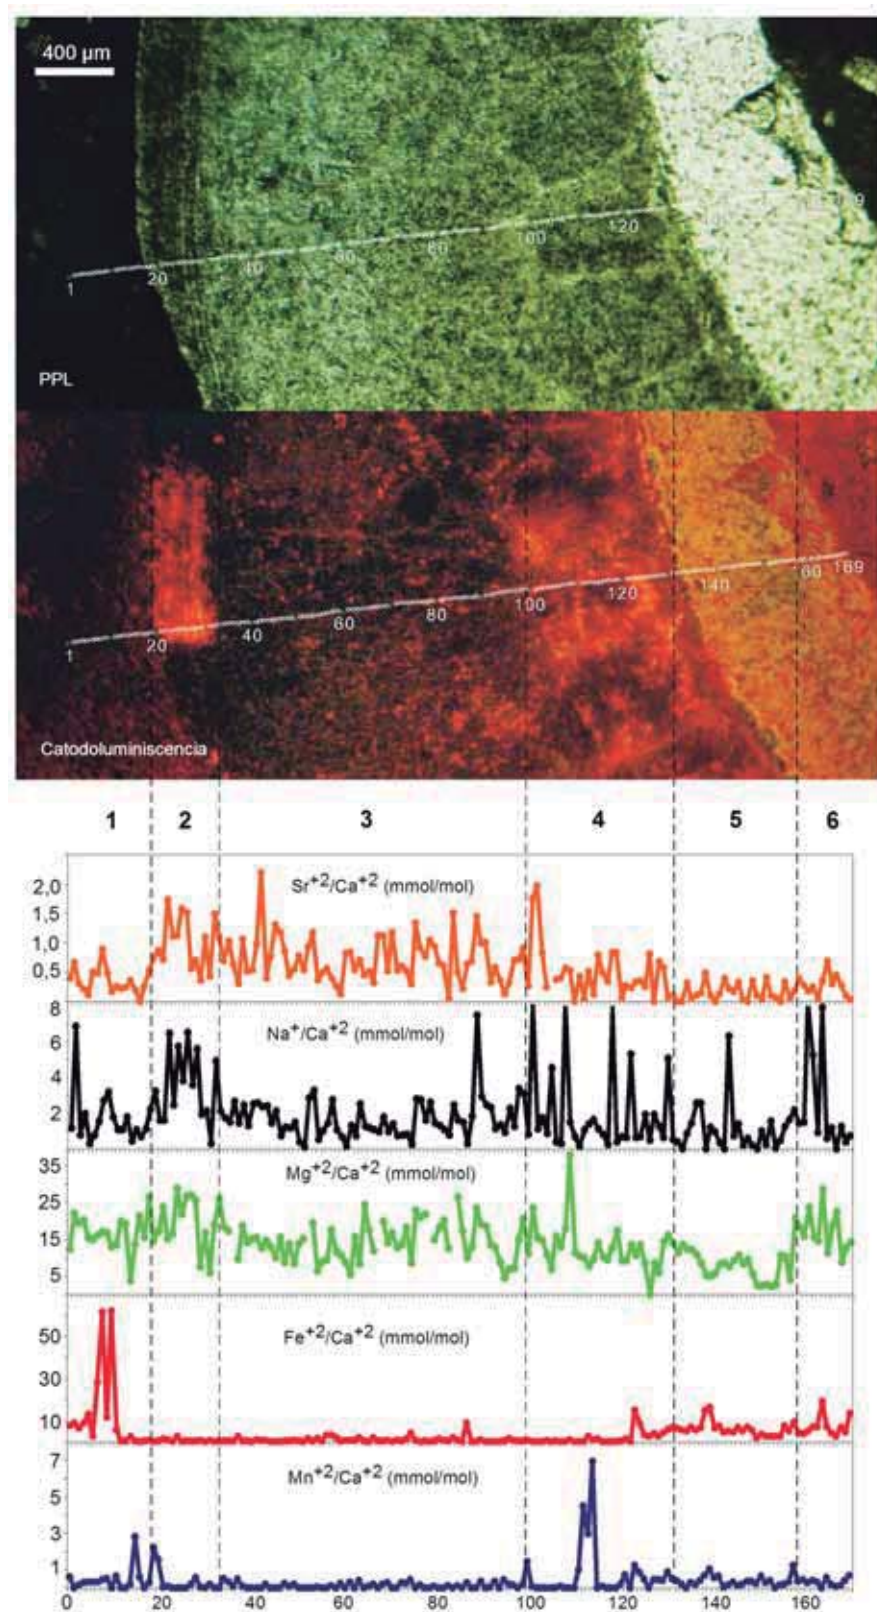 400 µm
1 20 40 60 80 100 120
PPL
1 20 40 60 80 100 120 140 60 169
Catodoluminiscencia
1 2 3 4 5 6
Sr+2/Ca+2 (mmol/mol)
2,0
1,5
1,0
0,5
Na+/Ca+2 (mmol/mol)
8
6
4
2
Mg+2/Ca+2 (mmol/mol)
35
25
15
5
Fe+2/Ca+2 (mmol/mol)
50
30
10
Mn+2/Ca+2 (mmol/mol)
7
5
3
1
0 20 40 60 80 100 120 140 160